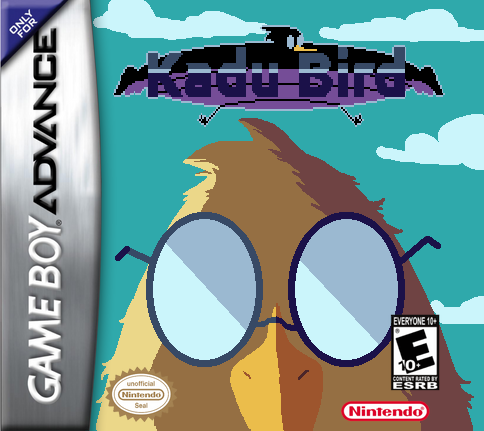 ONLY
FOR
GAME BOY ADVANCE
Kadu Bird
EVERYONE 10+
E
10+
CONTENT RATED BY
ESRB
unofficial
Nintendo
Seal
Nintendo